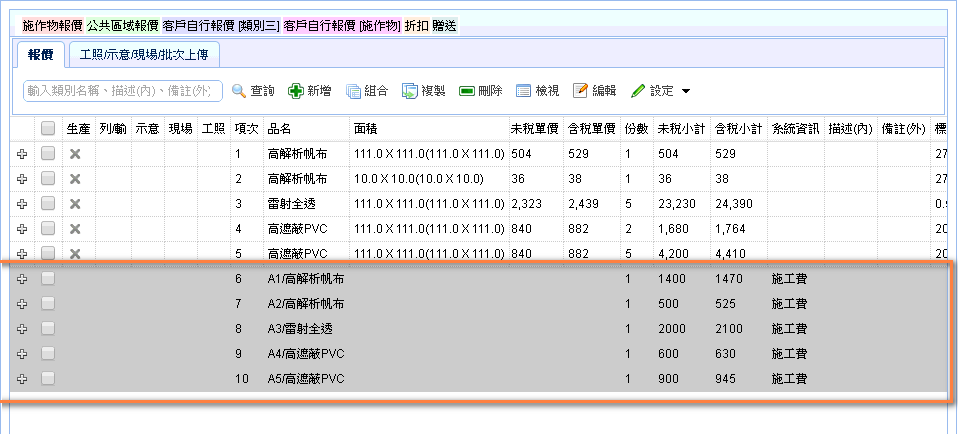 施作物報價 公共區域報價 客戶自行報價 [類別三] 客戶自行報價 [施作物] 折扣 贈送
報價 工照/示意/現場/批次上傳
輸入類別名稱、描述(內)、備註(外) 查詢 新增 組合 複製 刪除 檢視 編輯 設定
生產 列/輸 示意 現場 工照 項次 品名 面積 未稅單價 含稅單價 份數 未稅小計 含稅小計 系統資訊 描述(內) 備註(外) 標
1 高解析帆布 111.0 X 111.0(111.0 X 111.0) 504 529 1 504 529 27
2 高解析帆布 10.0 X 10.0(10.0 X 10.0) 36 38 1 36 38 27
3 雷射全透 111.0 X 111.0(111.0 X 111.0) 2,323 2,439 5 23,230 24,390 0.9
4 高遮蔽PVC 111.0 X 111.0(111.0 X 111.0) 840 882 2 1,680 1,764 20
5 高遮蔽PVC 111.0 X 111.0(111.0 X 111.0) 840 882 5 4,200 4,410 20
6 A1/高解析帆布 1 1400 1470 施工費
7 A2/高解析帆布 1 500 525 施工費
8 A3/雷射全透 1 2000 2100 施工費
9 A4/高遮蔽PVC 1 600 630 施工費
10 A5/高遮蔽PVC 1 900 945 施工費